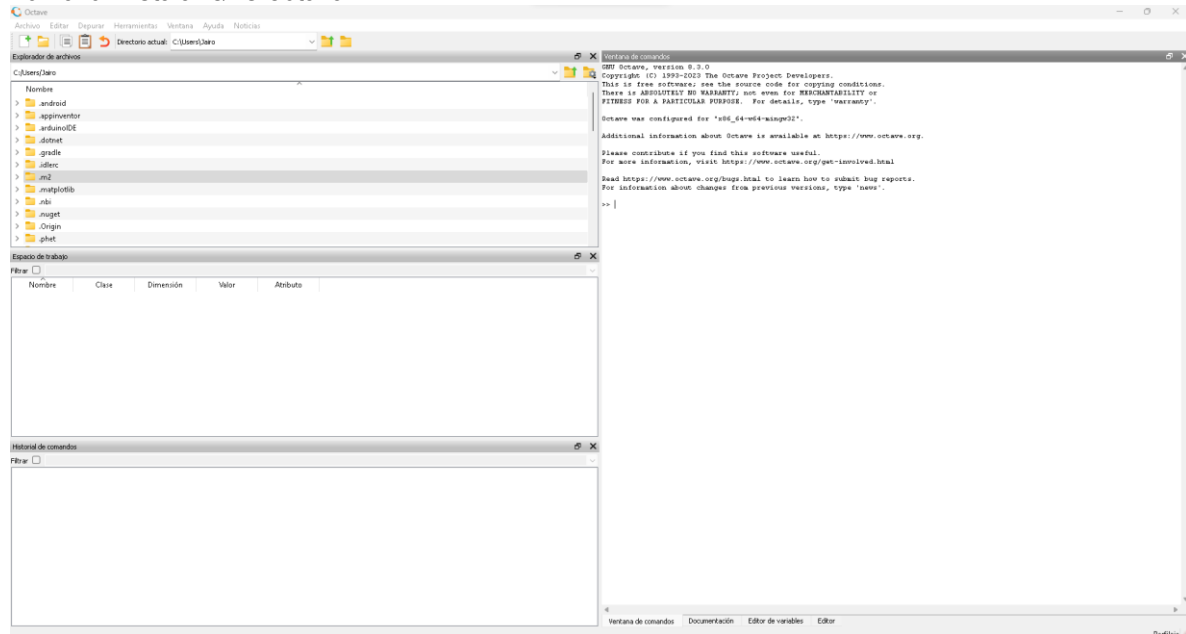 Octave
Archivo Editar Depurar Herramientas Ventana Ayuda Noticias
Directorio actual: C:\Users\Jairo
Explorador de archivos
C:/Users/Jairo
Nombre
.android
.appinventor
.arduinoIDE
.dotnet
.gradle
.idlerc
.m2
.matplotlib
.nbi
.nuget
.Origin
.phet
Espacio de trabajo
Filtrar
Nombre Clase Dimensión Valor Atributo
Historial de comandos
Filtrar
Ventana de comandos
GNU Octave, version 8.3.0
Copyright (C) 1993-2023 The Octave Project Developers.
This is free software; see the source code for copying conditions.
There is ABSOLUTELY NO WARRANTY; not even for MERCHANTABILITY or
FITNESS FOR A PARTICULAR PURPOSE.  For details, type 'warranty'.
Octave was configured for "x86_64-w64-mingw32".
Additional information about Octave is available at https://www.octave.org.
Please contribute if you find this software useful.
For more information, visit https://www.octave.org/get-involved.html
Read https://www.octave.org/bugs.html to learn how to submit bug reports.
For information about changes from previous versions, type 'news'.
>>
Ventana de comandos Documentación Editor de variables Editor